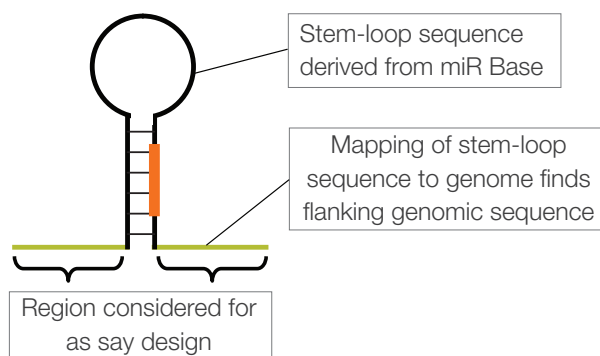 Stem-loop sequence
derived from miR Base
Mapping of stem-loop
sequence to genome finds
flanking genomic sequence
Region considered for
as say design